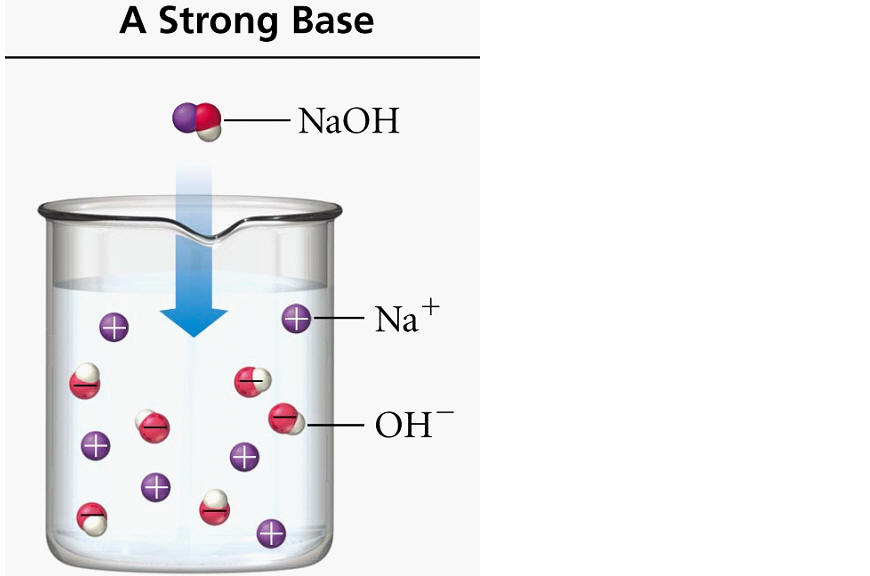 A Strong Base
NaOH
Na⁺
OH⁻